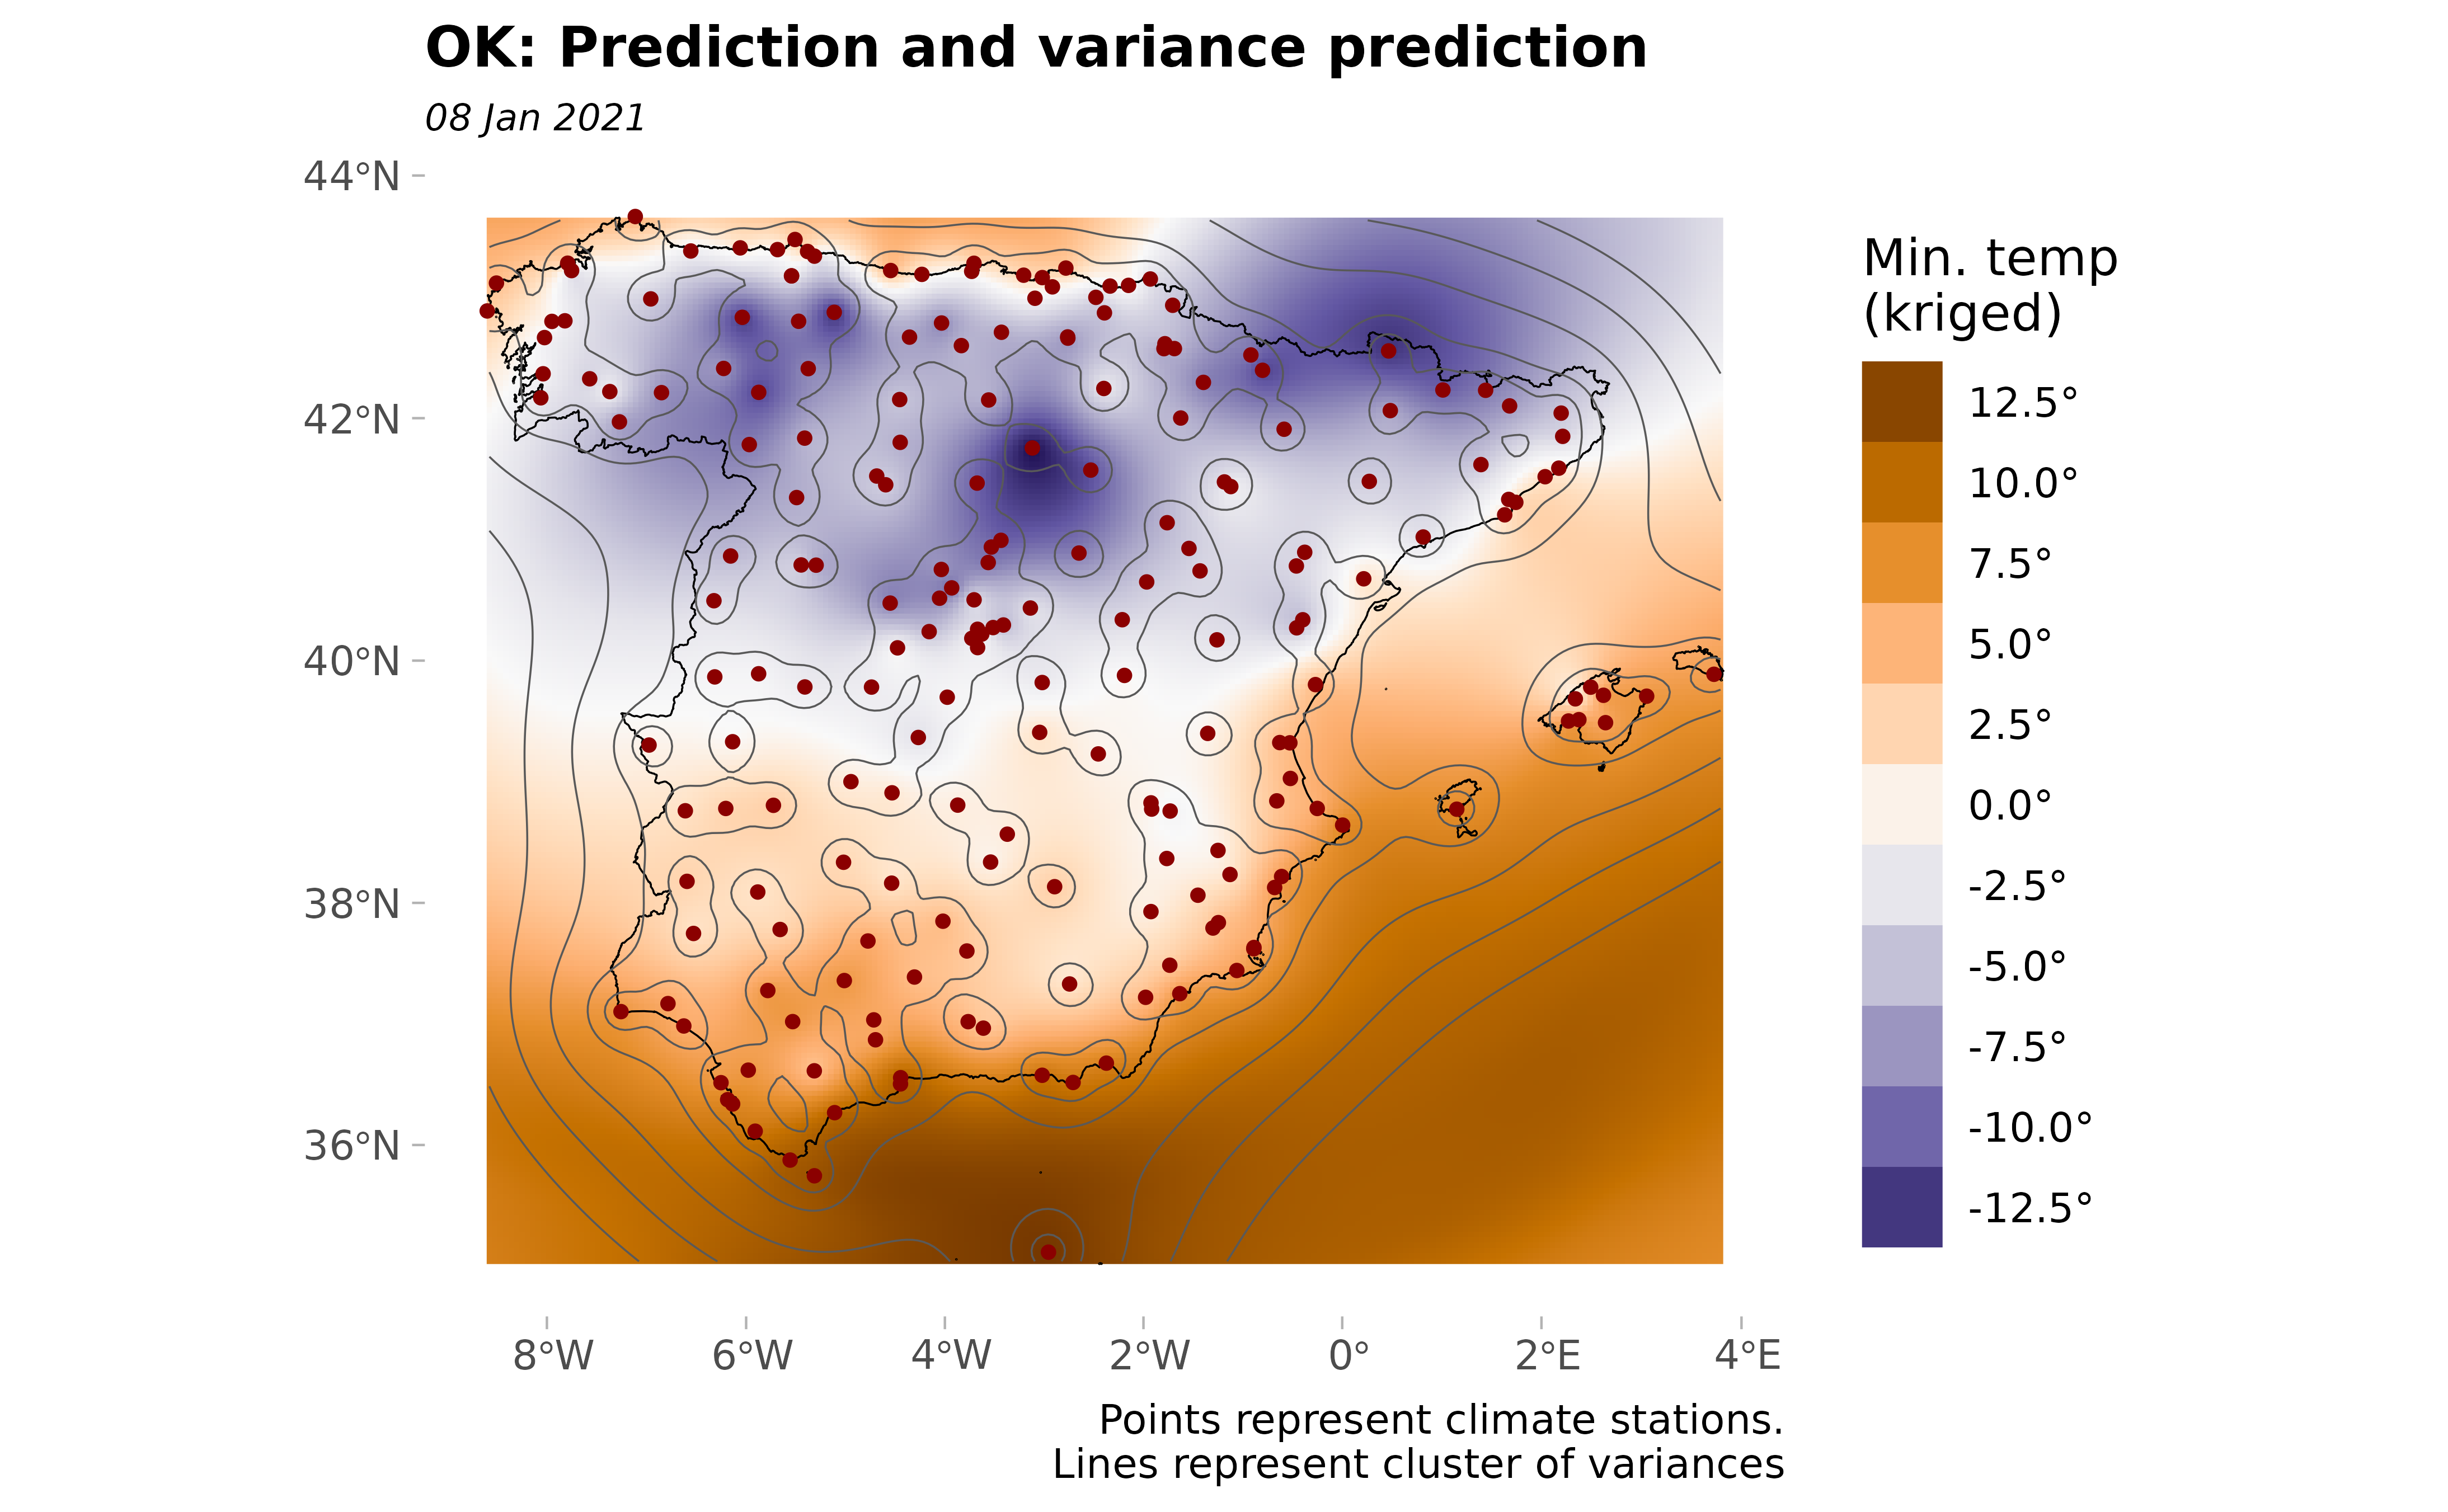 OK: Prediction and variance prediction
08 Jan 2021
44°N
42°N
40°N
38°N
36°N
8°W 6°W 4°W 2°W 0° 2°E 4°E
Min. temp
(kriged)
12.5°
10.0°
7.5°
5.0°
2.5°
0.0°
-2.5°
-5.0°
-7.5°
-10.0°
-12.5°
Points represent climate stations.
Lines represent cluster of variances